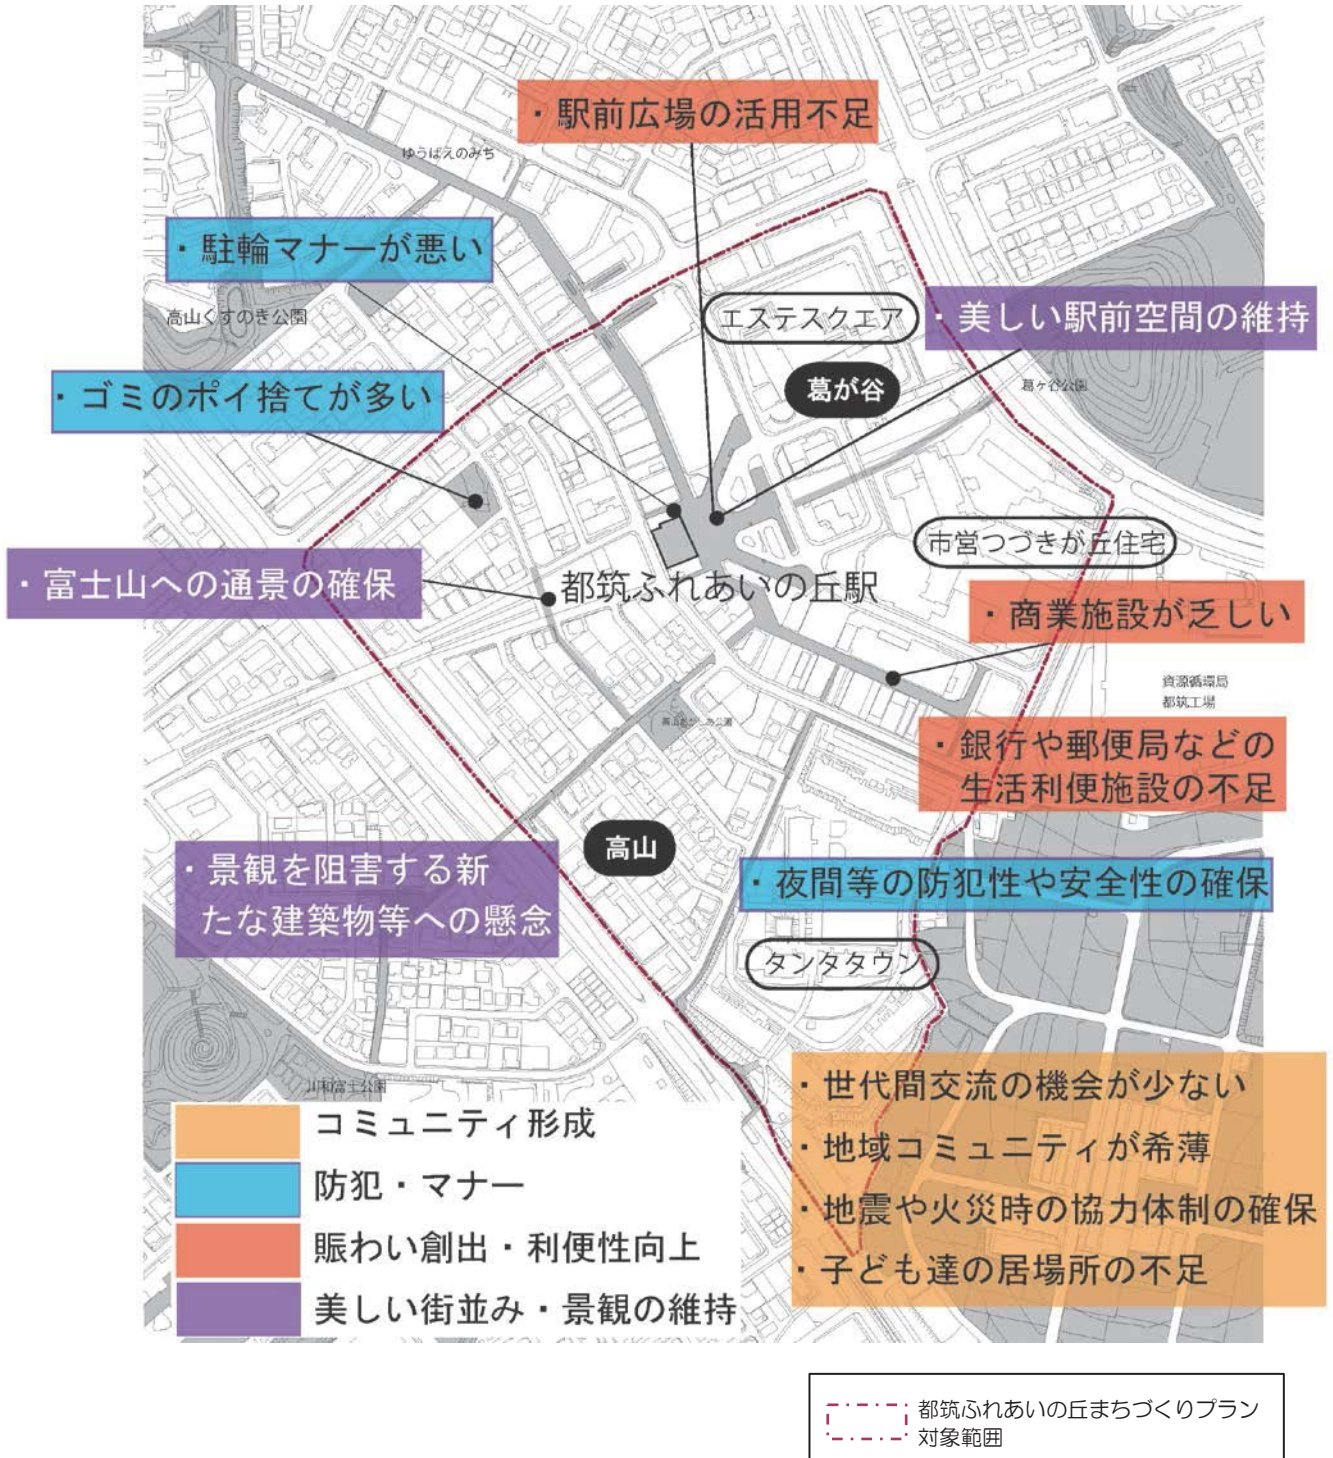 ・駅前広場の活用不足
ゆうばえのみち
・駐輪マナーが悪い
高山くすのき公園
エステスクエア
・美しい駅前空間の維持
葛が谷
葛ヶ谷公園
・ゴミのポイ捨てが多い
市営つづきが丘住宅
・富士山への通景の確保
都筑ふれあいの丘駅
・商業施設が乏しい
資源循環局
都筑工場
・銀行や郵便局などの
生活利便施設の不足
高山
・景観を阻害する新
たな建築物等への懸念
・夜間等の防犯性や安全性の確保
タンタタウン
川和富士公園
・世代間交流の機会が少ない
・地域コミュニティが希薄
・地震や火災時の協力体制の確保
・子ども達の居場所の不足
コミュニティ形成
防犯・マナー
賑わい創出・利便性向上
美しい街並み・景観の維持
都筑ふれあいの丘まちづくりプラン
対象範囲